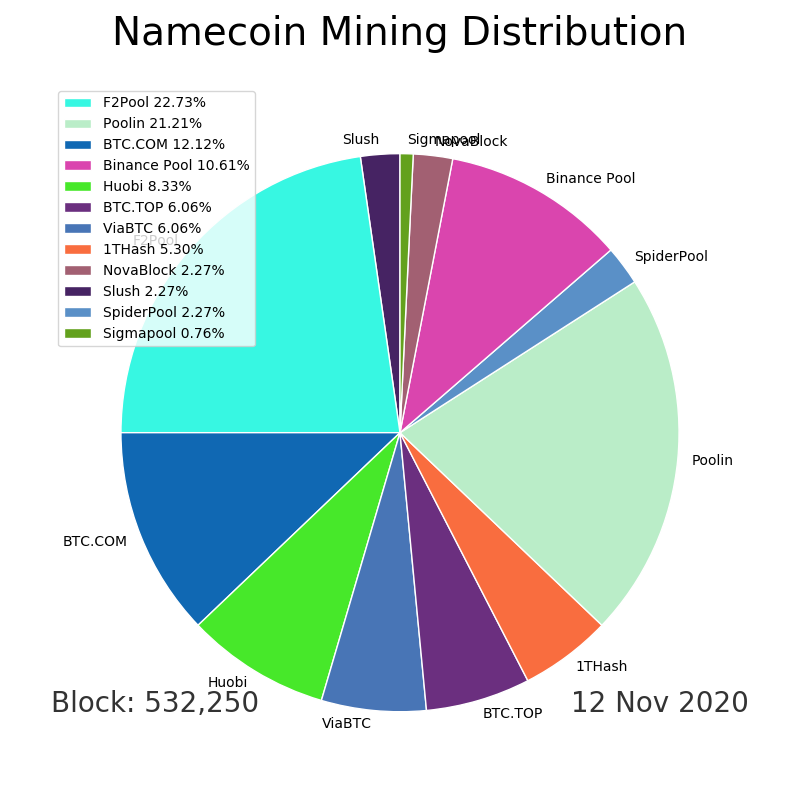 Namecoin Mining Distribution
F2Pool 22.73%
Poolin 21.21%
BTC.COM 12.12%
Binance Pool 10.61%
Huobi 8.33%
BTC.TOP 6.06%
ViaBTC 6.06%
1THash 5.30%
NovaBlock 2.27%
Slush 2.27%
SpiderPool 2.27%
Sigmapool 0.76%
Slush
Sigmapool
NovaBlock
Binance Pool
F2Pool
SpiderPool
Poolin
BTC.COM
1THash
Huobi
BTC.TOP
ViaBTC
Block: 532,250
12 Nov 2020